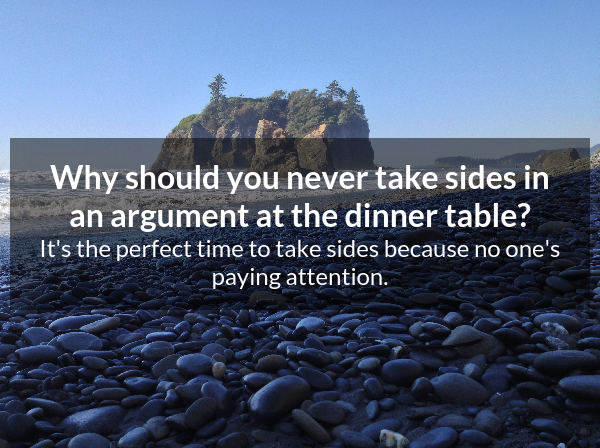 Why should you never take sides in
an argument at the dinner table?
It's the perfect time to take sides because no one's
paying attention.